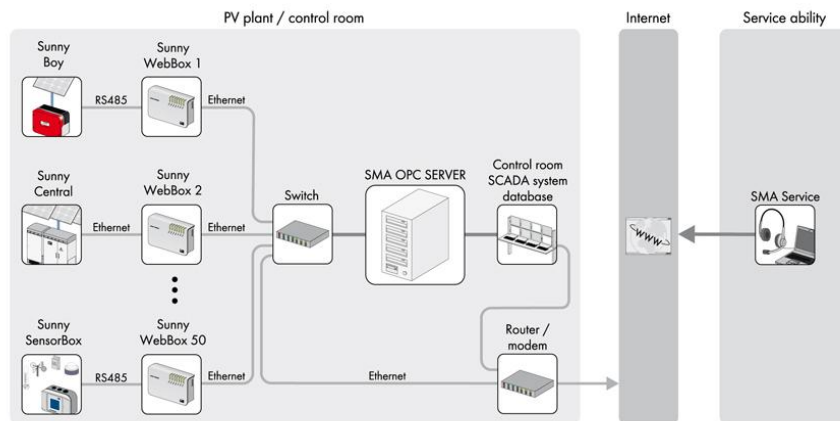 PV plant / control room
Internet
Service ability
Sunny
Boy
RS485
Sunny
WebBox 1
Ethernet
Sunny
Central
Ethernet
Sunny
WebBox 2
Ethernet
Switch
SMA OPC SERVER
Control room
SCADA system
database
WWW
SMA Service
Sunny
SensorBox
RS485
Sunny
WebBox 50
Ethernet
Ethernet
Router /
modem